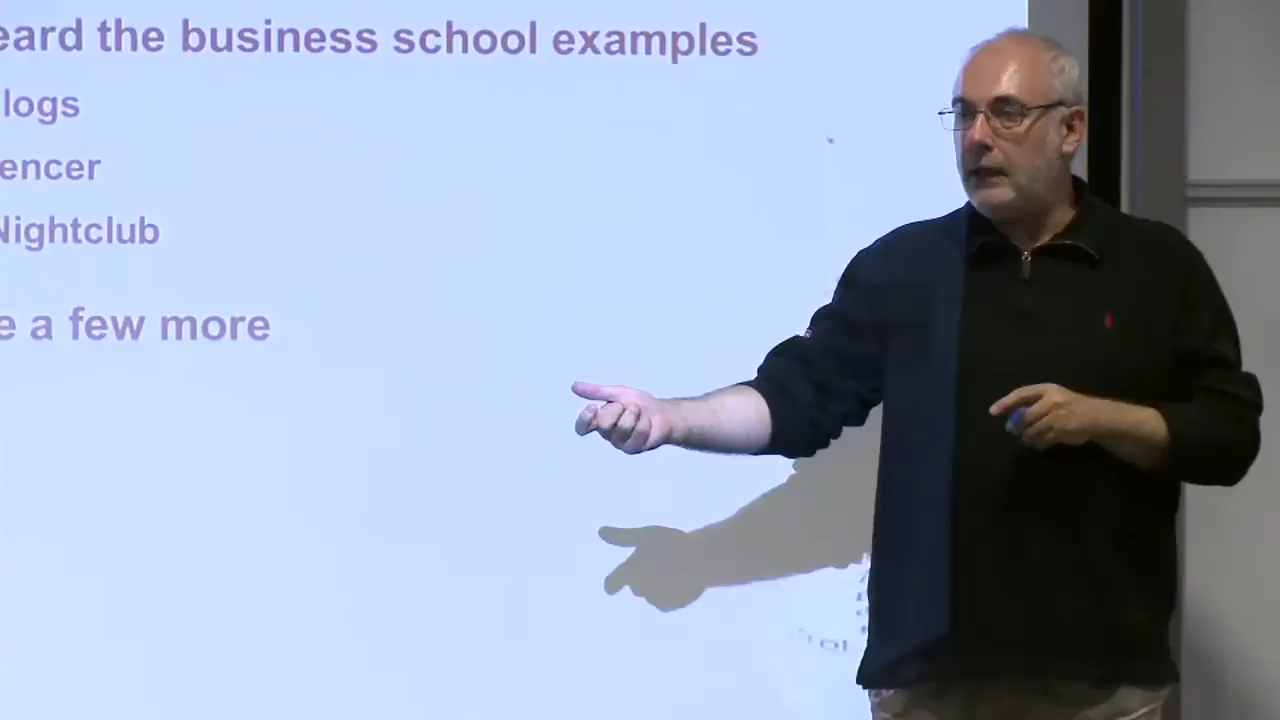 eard the business school examples
logs
encer
Nightclub
e a few more